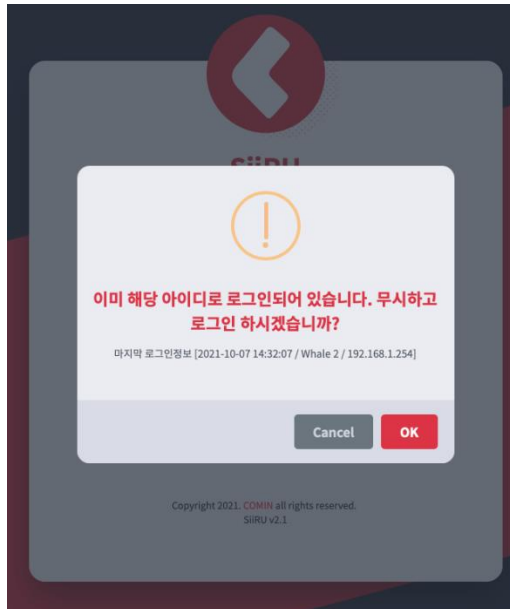 SiiRU
이미 해당 아이디로 로그인되어 있습니다. 무시하고
로그인 하시겠습니까?
마지막 로그인정보 [2021-10-07 14:32:07 / Whale 2 / 192.168.1.254]
Cancel OK
Copyright 2021. COMIN all rights reserved.
SiiRU v2.1